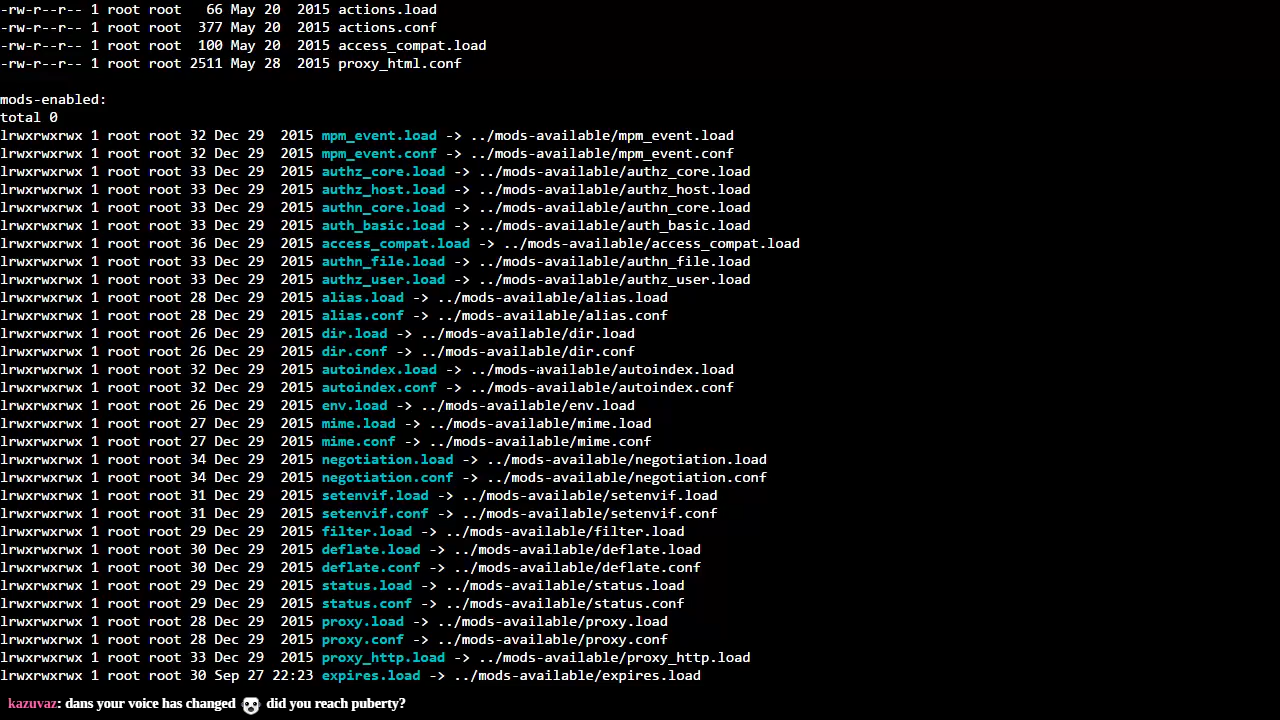 -rw-r--r-- 1 root root   66 May 20  2015 actions.load
-rw-r--r-- 1 root root  377 May 20  2015 actions.conf
-rw-r--r-- 1 root root  100 May 20  2015 access_compat.load
-rw-r--r-- 1 root root 2511 May 28  2015 proxy_html.conf

mods-enabled:
total 0
lrwxrwxrwx 1 root root 32 Dec 29  2015 mpm_event.load -> ../mods-available/mpm_event.load
lrwxrwxrwx 1 root root 32 Dec 29  2015 mpm_event.conf -> ../mods-available/mpm_event.conf
lrwxrwxrwx 1 root root 33 Dec 29  2015 authz_core.load -> ../mods-available/authz_core.load
lrwxrwxrwx 1 root root 33 Dec 29  2015 authz_host.load -> ../mods-available/authz_host.load
lrwxrwxrwx 1 root root 33 Dec 29  2015 authn_core.load -> ../mods-available/authn_core.load
lrwxrwxrwx 1 root root 33 Dec 29  2015 auth_basic.load -> ../mods-available/auth_basic.load
lrwxrwxrwx 1 root root 36 Dec 29  2015 access_compat.load -> ../mods-available/access_compat.load
lrwxrwxrwx 1 root root 33 Dec 29  2015 authn_file.load -> ../mods-available/authn_file.load
lrwxrwxrwx 1 root root 33 Dec 29  2015 authz_user.load -> ../mods-available/authz_user.load
lrwxrwxrwx 1 root root 28 Dec 29  2015 alias.load -> ../mods-available/alias.load
lrwxrwxrwx 1 root root 28 Dec 29  2015 alias.conf -> ../mods-available/alias.conf
lrwxrwxrwx 1 root root 26 Dec 29  2015 dir.load -> ../mods-available/dir.load
lrwxrwxrwx 1 root root 26 Dec 29  2015 dir.conf -> ../mods-available/dir.conf
lrwxrwxrwx 1 root root 32 Dec 29  2015 autoindex.load -> ../mods-available/autoindex.load
lrwxrwxrwx 1 root root 32 Dec 29  2015 autoindex.conf -> ../mods-available/autoindex.conf
lrwxrwxrwx 1 root root 26 Dec 29  2015 env.load -> ../mods-available/env.load
lrwxrwxrwx 1 root root 27 Dec 29  2015 mime.load -> ../mods-available/mime.load
lrwxrwxrwx 1 root root 27 Dec 29  2015 mime.conf -> ../mods-available/mime.conf
lrwxrwxrwx 1 root root 34 Dec 29  2015 negotiation.load -> ../mods-available/negotiation.load
lrwxrwxrwx 1 root root 34 Dec 29  2015 negotiation.conf -> ../mods-available/negotiation.conf
lrwxrwxrwx 1 root root 31 Dec 29  2015 setenvif.load -> ../mods-available/setenvif.load
lrwxrwxrwx 1 root root 31 Dec 29  2015 setenvif.conf -> ../mods-available/setenvif.conf
lrwxrwxrwx 1 root root 29 Dec 29  2015 filter.load -> ../mods-available/filter.load
lrwxrwxrwx 1 root root 30 Dec 29  2015 deflate.load -> ../mods-available/deflate.load
lrwxrwxrwx 1 root root 30 Dec 29  2015 deflate.conf -> ../mods-available/deflate.conf
lrwxrwxrwx 1 root root 29 Dec 29  2015 status.load -> ../mods-available/status.load
lrwxrwxrwx 1 root root 29 Dec 29  2015 status.conf -> ../mods-available/status.conf
lrwxrwxrwx 1 root root 28 Dec 29  2015 proxy.load -> ../mods-available/proxy.load
lrwxrwxrwx 1 root root 28 Dec 29  2015 proxy.conf -> ../mods-available/proxy.conf
lrwxrwxrwx 1 root root 33 Dec 29  2015 proxy_http.load -> ../mods-available/proxy_http.load
lrwxrwxrwx 1 root root 30 Sep 27 22:23 expires.load -> ../mods-available/expires.load
kazuvaz: dans your voice has changed did you reach puberty?